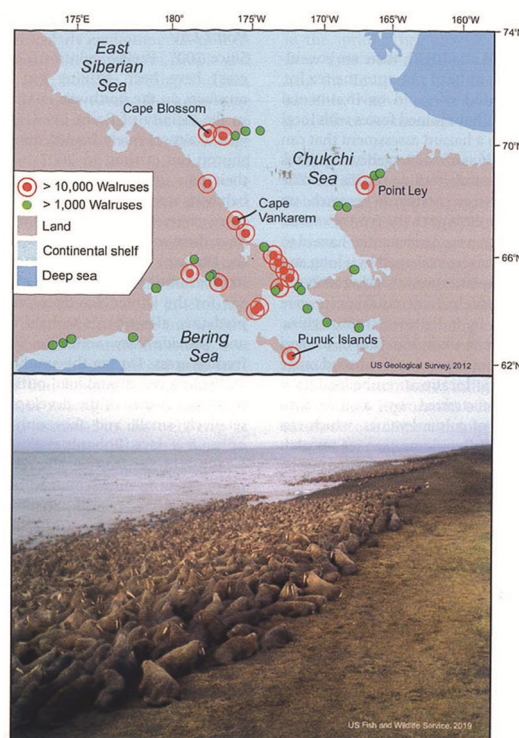 175°E
180°
175°W
170°W
165°W
160°W
74°N
East
Siberian
Sea
Cape Blossom
70°N
Chukchi
Sea
> 10,000 Walruses
> 1,000 Walruses
Land
Continental shelf
Deep sea
Point Ley
Cape
Vankarem
66°N
Bering
Sea
Punuk Islands
62°N
US Geological Survey, 2012
US Fish and Wildlife Service, 2019